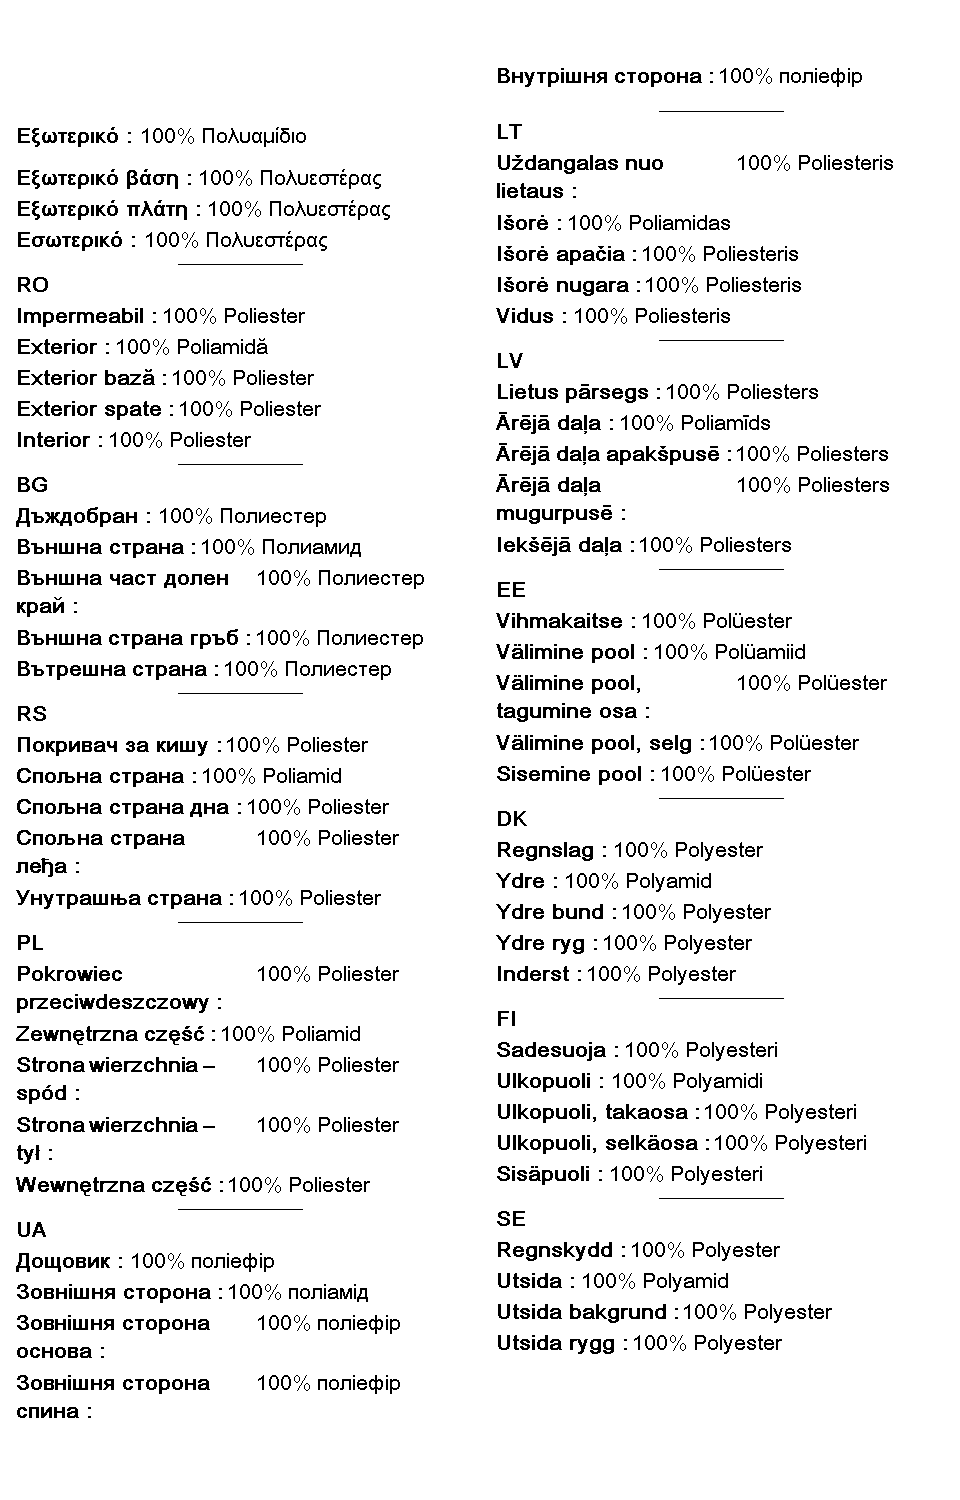 Εξωτερικό : 100% Πολυαμίδιο
Εξωτερικό βάση : 100% Πολυεστέρας
Εξωτερικό πλάτη : 100% Πολυεστέρας
Εσωτερικό : 100% Πολυεστέρας
RO
Impermeabil : 100% Poliester
Exterior : 100% Poliamidă
Exterior bază : 100% Poliester
Exterior spate : 100% Poliester
Interior : 100% Poliester
BG
Дъждобран : 100% Полиестер
Външна страна : 100% Полиамид
Външна част долен 100% Полиестер
край :
Външна страна гръб : 100% Полиестер
Вътрешна страна : 100% Полиестер
RS
Покривач за кишу : 100% Poliester
Спољна страна : 100% Poliamid
Спољна страна дна : 100% Poliester
Спољна страна 100% Poliester
леђа :
Унутрашња страна : 100% Poliester
PL
Pokrowiec 100% Poliester
przeciwdeszczowy :
Zewnętrzna część : 100% Poliamid
Strona wierzchnia – 100% Poliester
spód :
Strona wierzchnia – 100% Poliester
tył :
Wewnętrzna część : 100% Poliester
UA
Дощовик : 100% поліефір
Зовнішня сторона : 100% поліамід
Зовнішня сторона 100% поліефір
основа :
Зовнішня сторона 100% поліефір
спина :
Внутрішня сторона : 100% поліефір
LT
Uždangalas nuo 100% Poliesteris
lietaus :
Išorė : 100% Poliamidas
Išorė apačia : 100% Poliesteris
Išorė nugara : 100% Poliesteris
Vidus : 100% Poliesteris
LV
Lietus pārsegs : 100% Poliesters
Ārējā daļa : 100% Poliamīds
Ārējā daļa apakšpusē : 100% Poliesters
Ārējā daļa 100% Poliesters
mugurpusē :
Iekšējā daļa : 100% Poliesters
EE
Vihmakaitse : 100% Polüester
Välimine pool : 100% Polüamiid
Välimine pool, 100% Polüester
tagumine osa :
Välimine pool, selg : 100% Polüester
Sisemine pool : 100% Polüester
DK
Regnslag : 100% Polyester
Ydre : 100% Polyamid
Ydre bund : 100% Polyester
Ydre ryg : 100% Polyester
Inderst : 100% Polyester
FI
Sadesuoja : 100% Polyesteri
Ulkopuoli : 100% Polyamidi
Ulkopuoli, takaosa : 100% Polyesteri
Ulkopuoli, selkäosa : 100% Polyesteri
Sisäpuoli : 100% Polyesteri
SE
Regnskydd : 100% Polyester
Utsida : 100% Polyamid
Utsida bakgrund : 100% Polyester
Utsida rygg : 100% Polyester